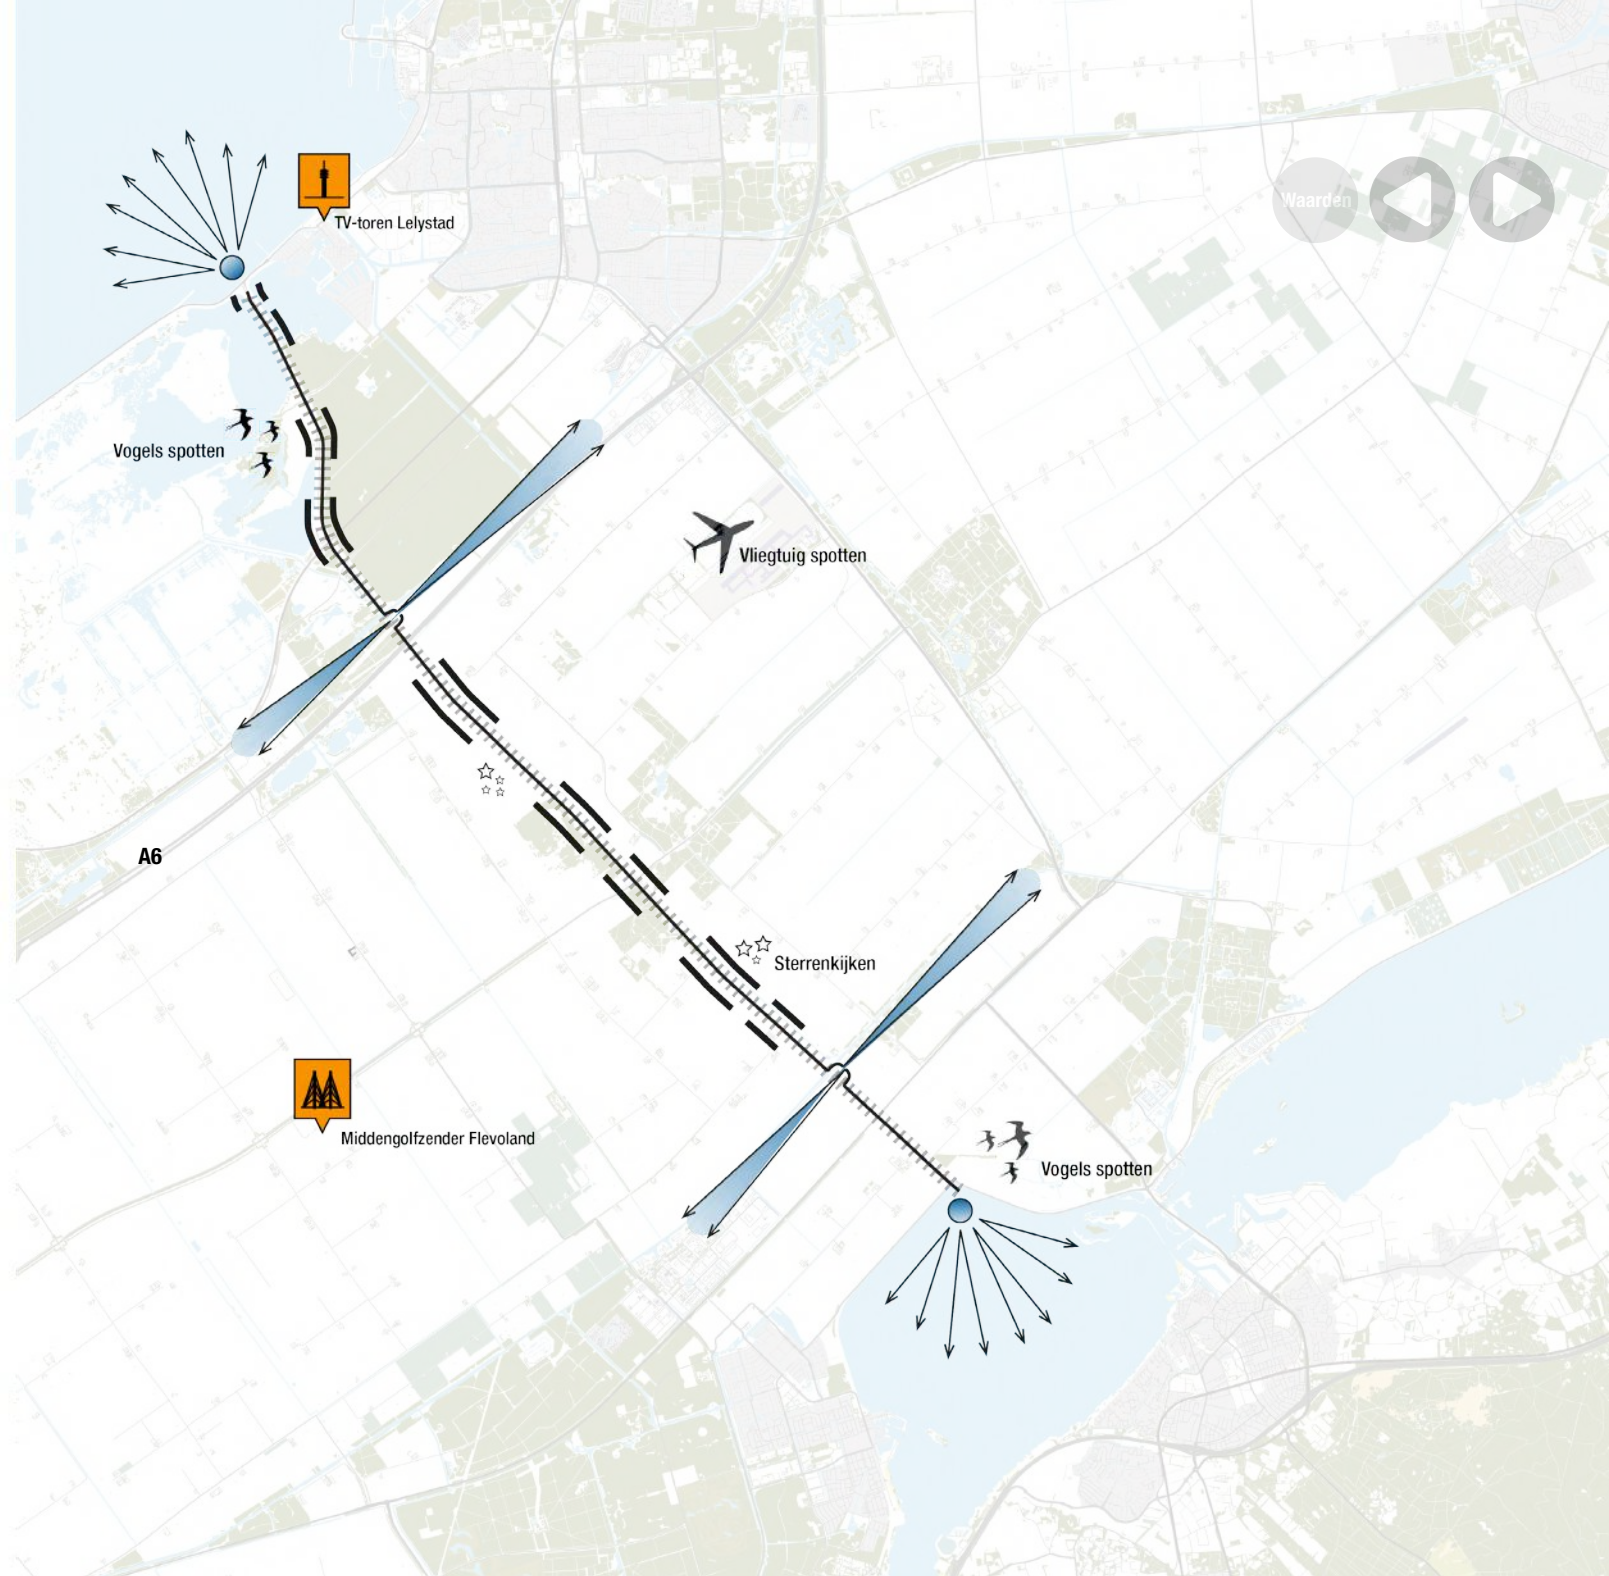 Waarden
TV-toren Lelystad
Vogels spotten
Vliegtuig spotten
A6
Sterrenkijken
Middengolfzender Flevoland
Vogels spotten